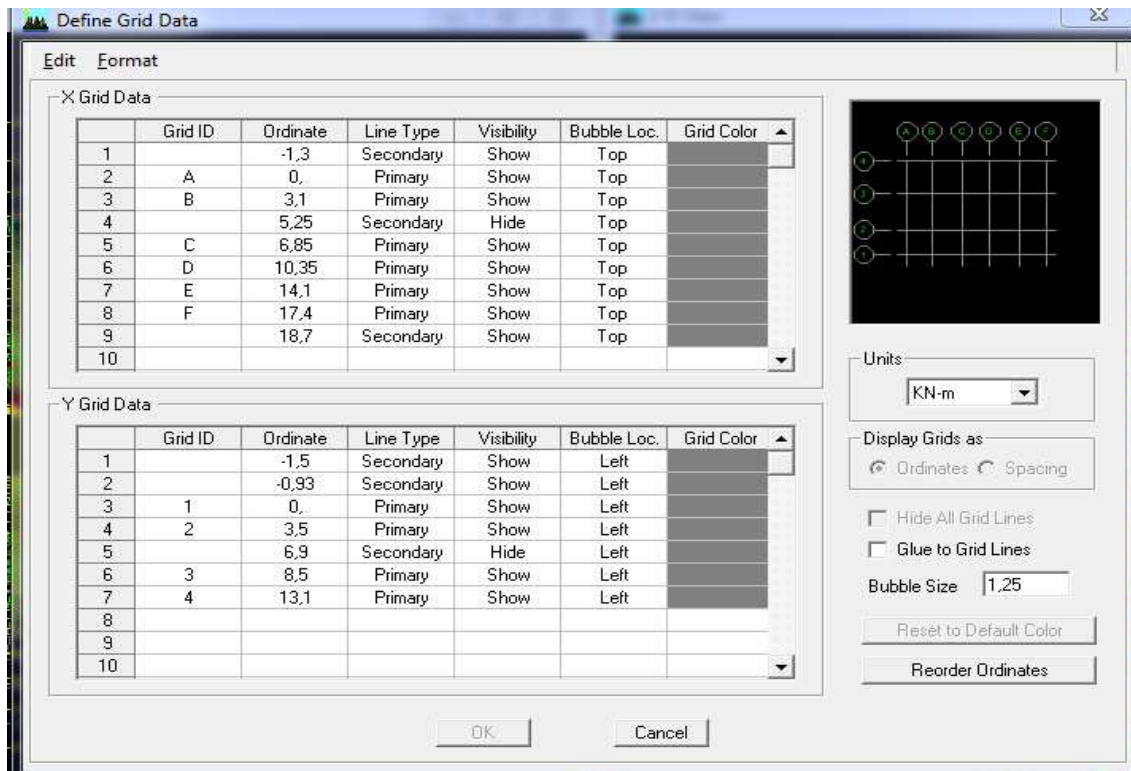 Define Grid Data
Edit Format
X Grid Data
Grid ID Ordinate Line Type Visibility Bubble Loc. Grid Color
1 -1,3 Secondary Show Top
2 A 0, Primary Show Top
3 B 3,1 Primary Show Top
4 5,25 Secondary Hide Top
5 C 6,85 Primary Show Top
6 D 10,35 Primary Show Top
7 E 14,1 Primary Show Top
8 F 17,4 Primary Show Top
9 18,7 Secondary Show Top
10
A B C D E F
4
3
2
1
Units
KN-m
Y Grid Data
Grid ID Ordinate Line Type Visibility Bubble Loc. Grid Color
1 -1,5 Secondary Show Left
2 -0,93 Secondary Show Left
3 1 0, Primary Show Left
4 2 3,5 Primary Show Left
5 6,9 Secondary Hide Left
6 3 8,5 Primary Show Left
7 4 13,1 Primary Show Left
8
9
10
Display Grids as
Ordinates Spacing
Hide All Grid Lines
Glue to Grid Lines
Bubble Size 1,25
Reset to Default Color
Reorder Ordinates
OK Cancel